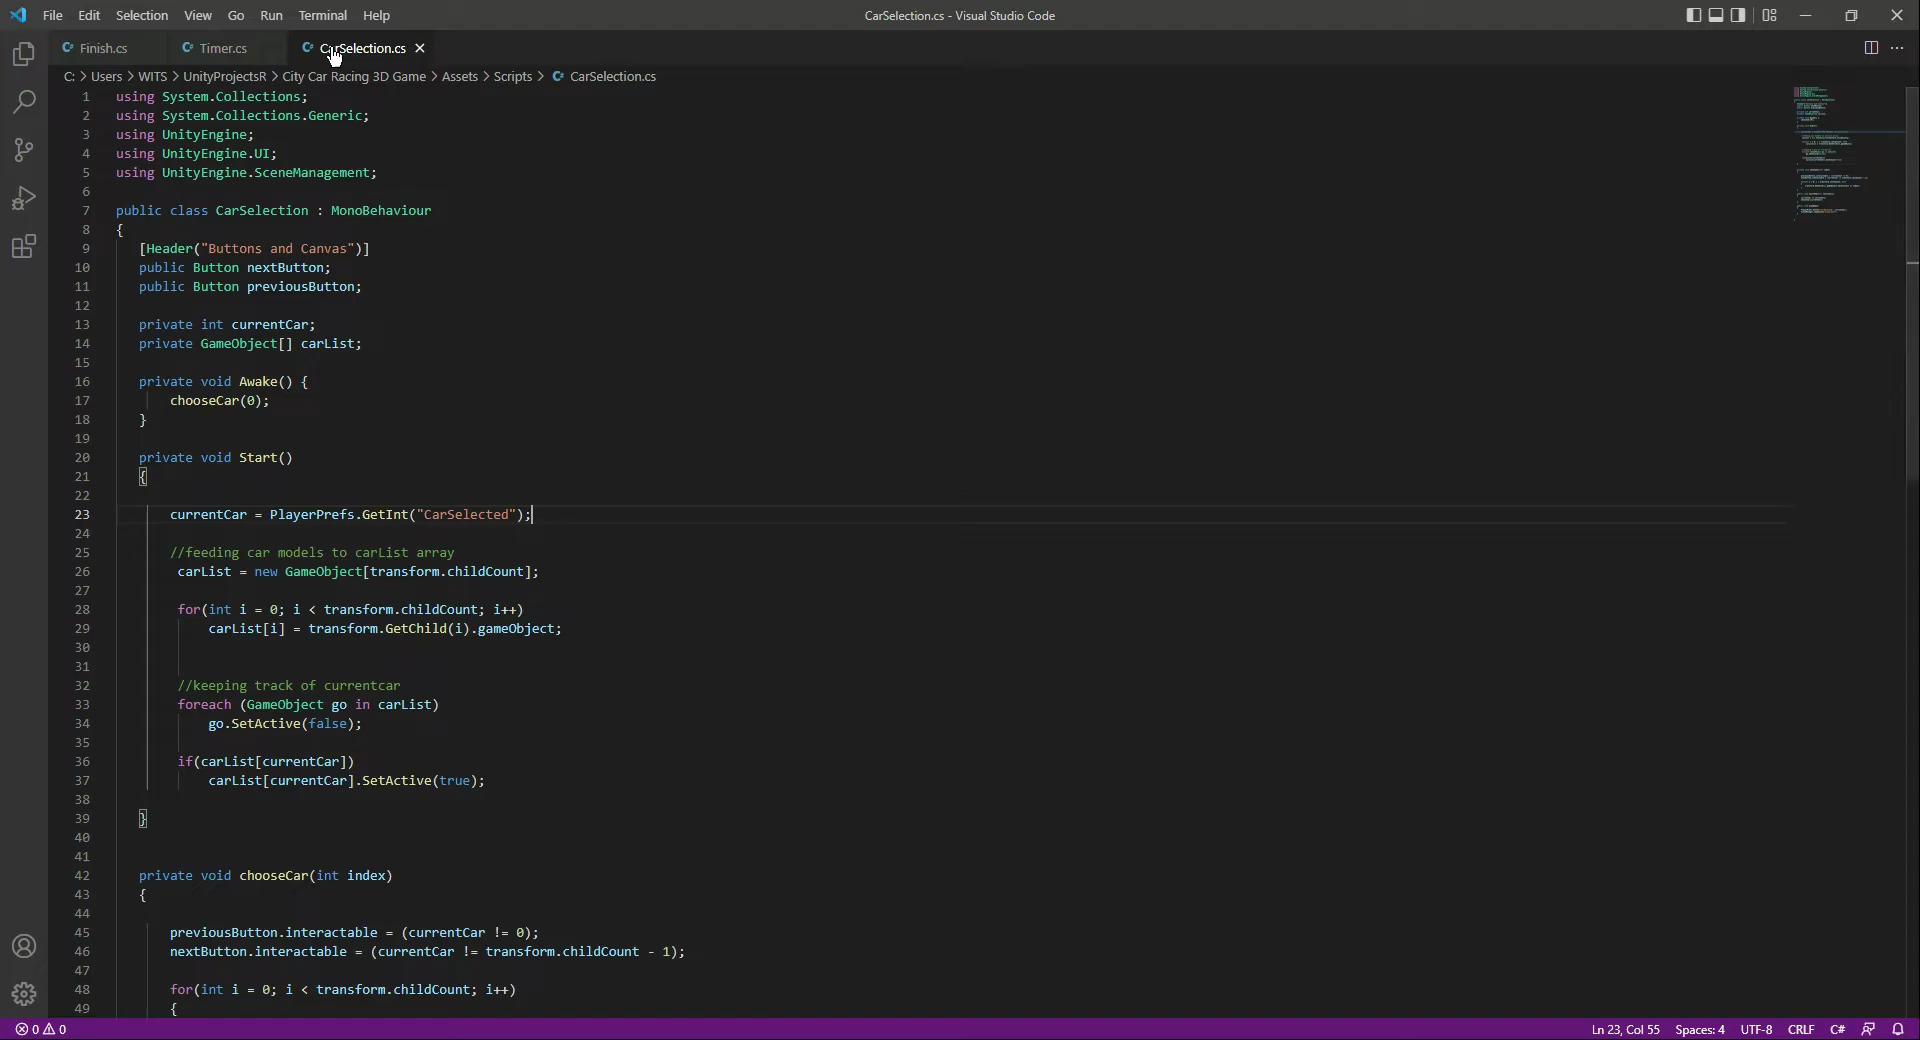 File Edit Selection View Go Run Terminal Help CarSelection.cs - Visual Studio Code
Finish.cs Timer.cs CarSelection.cs
C: > Users > WITS > UnityProjectsR > City Car Racing 3D Game > Assets > Scripts > CarSelection.cs
1 using System.Collections;
2 using System.Collections.Generic;
3 using UnityEngine;
4 using UnityEngine.UI;
5 using UnityEngine.SceneManagement;
6
7 public class CarSelection : MonoBehaviour
8 {
9 [Header("Buttons and Canvas")]
10 public Button nextButton;
11 public Button previousButton;
12
13 private int currentCar;
14 private GameObject[] carList;
15
16 private void Awake() {
17 chooseCar(0);
18 }
19
20 private void Start()
21 {
22
23 currentCar = PlayerPrefs.GetInt("CarSelected");
24
25 //feeding car models to carList array
26 carList = new GameObject[transform.childCount];
27
28 for(int i = 0; i < transform.childCount; i++)
29 carList[i] = transform.GetChild(i).gameObject;
30
31
32 //keeping track of currentcar
33 foreach (GameObject go in carList)
34 go.SetActive(false);
35
36 if(carList[currentCar])
37 carList[currentCar].SetActive(true);
38
39 }
40
41
42 private void chooseCar(int index)
43 {
44
45 previousButton.interactable = (currentCar != 0);
46 nextButton.interactable = (currentCar != transform.childCount - 1);
47
48 for(int i = 0; i < transform.childCount; i++)
49 {
0 0 Ln 23, Col 55 Spaces: 4 UTF-8 CRLF C#